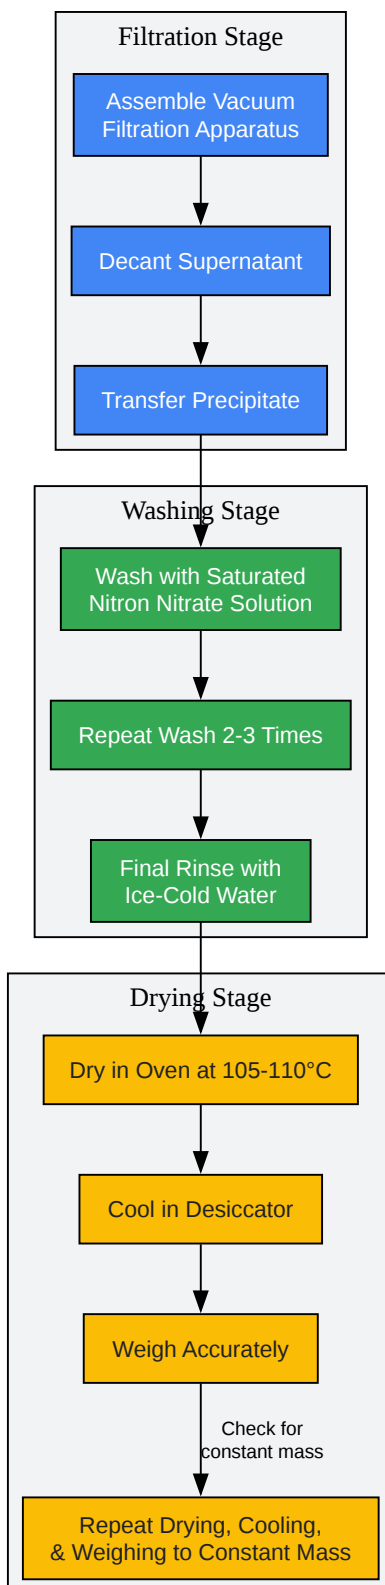 Filtration Stage
Assemble Vacuum
Filtration Apparatus
Decant Supernatant
Transfer Precipitate
Washing Stage
Wash with Saturated
Nitron Nitrate Solution
Repeat Wash 2-3 Times
Final Rinse with
Ice-Cold Water
Drying Stage
Dry in Oven at 105-110°C
Cool in Desiccator
Weigh Accurately
Check for
constant mass
Repeat Drying, Cooling,
& Weighing to Constant Mass